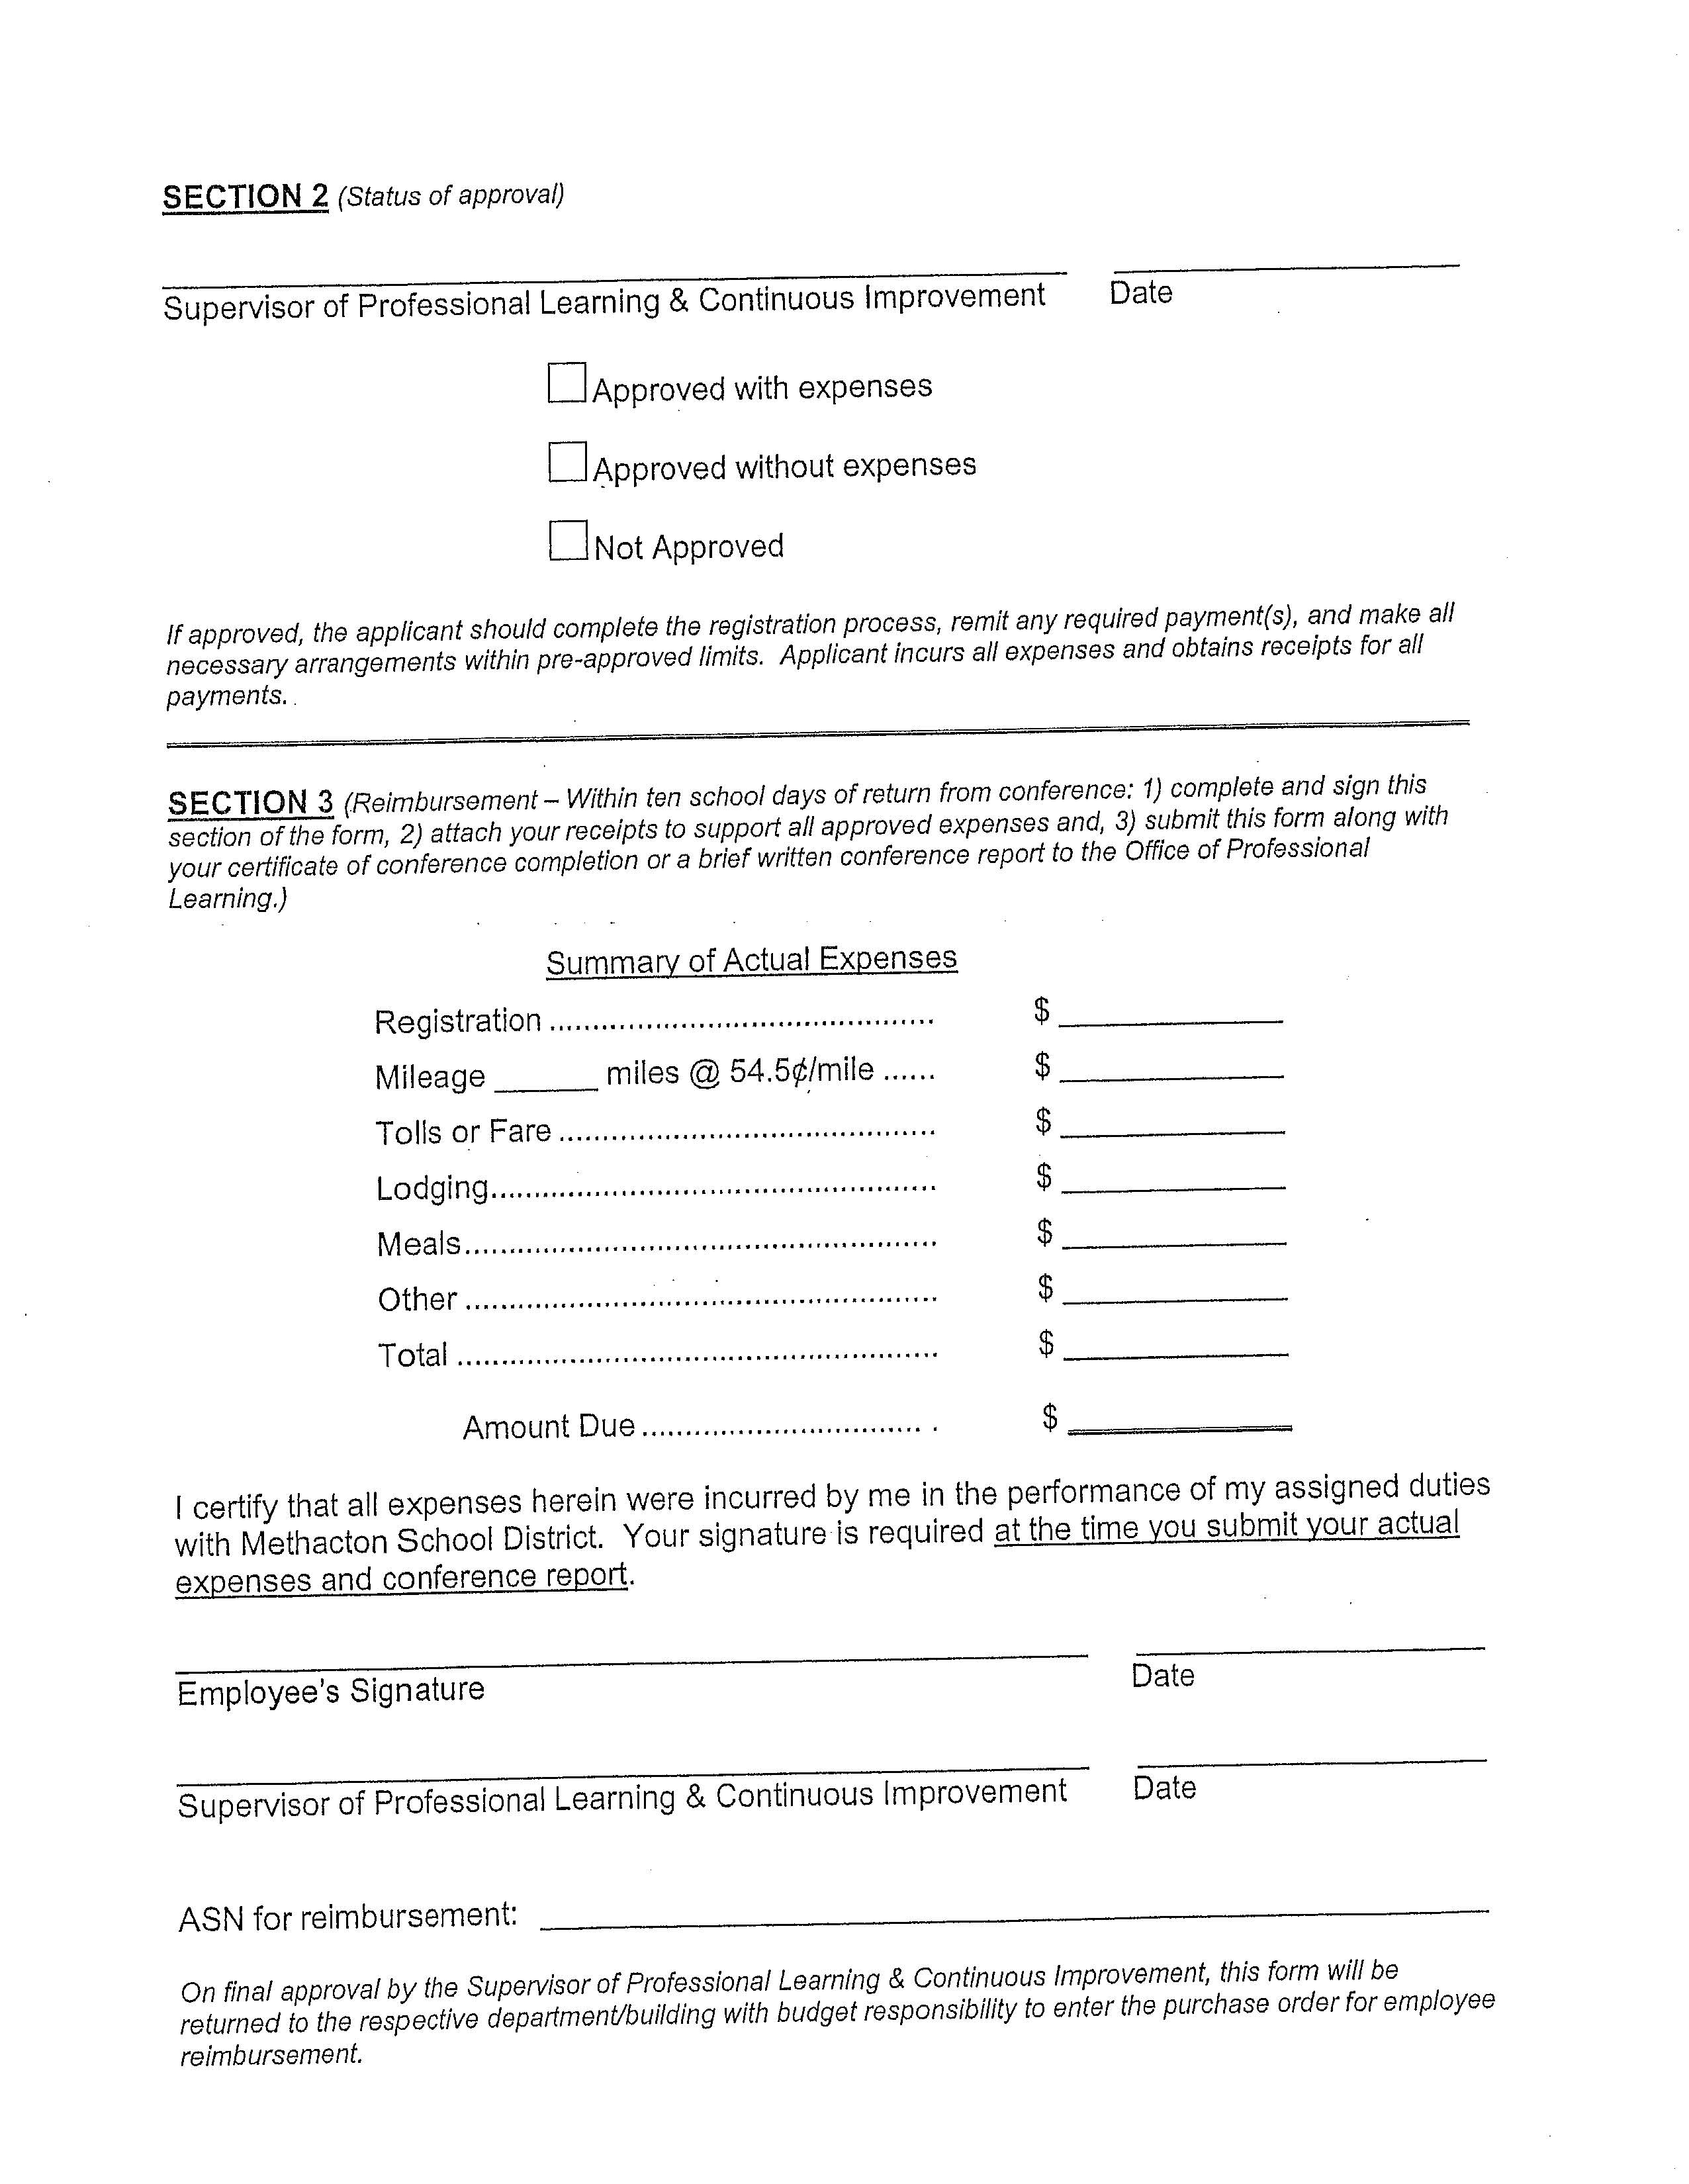 SECTION 2 (Status of approval)
Supervisor of Professional Learning & Continuous Improvement Date
Approved with expenses
Approved without expenses
Not Approved
If approved, the applicant should complete the registration process, remit any required payment(s), and make all
necessary arrangements within pre-approved limits. Applicant incurs all expenses and obtains receipts for all
payments.
SECTION 3 (Reimbursement – Within ten school days of return from conference: 1) complete and sign this
section of the form, 2) attach your receipts to support all approved expenses and, 3) submit this form along with
your certificate of conference completion or a brief written conference report to the Office of Professional
Learning.)
Summary of Actual Expenses
Registration ............................................ $ ______
Mileage ______ miles @ 54.5¢/mile ...... $ ______
Tolls or Fare ........................................... $ ______
Lodging................................................... $ ______
Meals...................................................... $ ______
Other ...................................................... $ ______
Total ....................................................... $ ______
Amount Due ................................ . $ ______
I certify that all expenses herein were incurred by me in the performance of my assigned duties
with Methacton School District. Your signature is required at the time you submit your actual
expenses and conference report.
Employee's Signature Date
Supervisor of Professional Learning & Continuous Improvement Date
ASN for reimbursement: ______
On final approval by the Supervisor of Professional Learning & Continuous Improvement, this form will be
returned to the respective department/building with budget responsibility to enter the purchase order for employee
reimbursement.